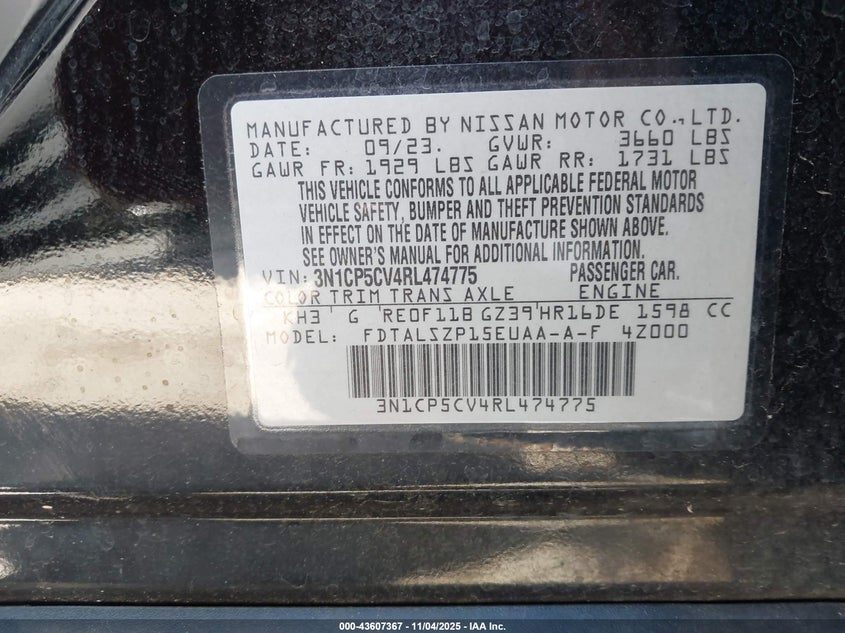 MANUFACTURED BY NISSAN MOTOR CO., LTD.
DATE: 09/23. GVWR: 3660 LBS
GAWR FR: 1929 LBS GAWR RR: 1731 LBS
THIS VEHICLE CONFORMS TO ALL APPLICABLE FEDERAL MOTOR
VEHICLE SAFETY, BUMPER AND THEFT PREVENTION STANDARDS
IN EFFECT ON THE DATE OF MANUFACTURE SHOWN ABOVE.
SEE OWNER'S MANUAL FOR ADDITIONAL INFORMATION.
VIN: 3N1CP5CV4RL474775 PASSENGER CAR.
COLOR TRIM TRANS AXLE ENGINE
KH3 G RE0F11B GZ39 HR16DE 1598 CC
MODEL: FDTALSZP15EUAA-A-F 4Z000
3N1CP5CV4RL474775
000-43607367 - 11/04/2025 - IAA Inc.